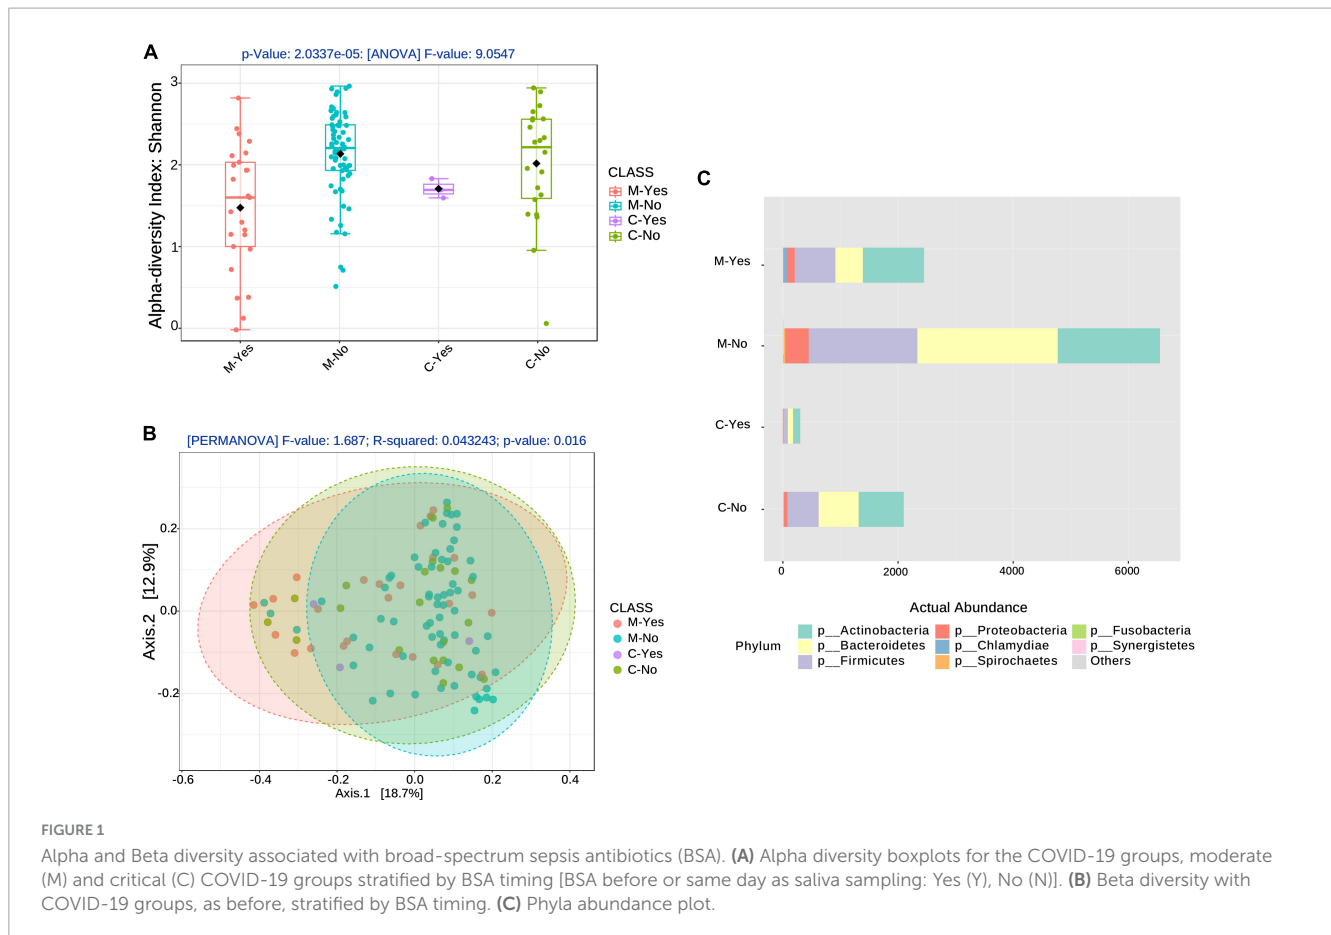 A
p-Value: 2.0337e-05: [ANOVA] F-value: 9.0547
Alpha-diversity Index: Shannon
3
2
1
0
M-Yes
M-No
C-Yes
C-No
CLASS
M-Yes
M-No
C-Yes
C-No
B
[PERMANOVA] F-value: 1.687; R-squared: 0.043243; p-value: 0.016
Axis.2 [12.9%]
0.2
0.0
-0.2
-0.6
-0.4
-0.2
0.0
0.2
0.4
Axis.1 [18.7%]
CLASS
M-Yes
M-No
C-Yes
C-No
C
M-Yes
M-No
C-Yes
C-No
0
2000
4000
6000
Actual Abundance
Phylum
p__Actinobacteria
p__Bacteroidetes
p__Firmicutes
p__Proteobacteria
p__Chlamydiae
p__Spirochaetes
p__Fusobacteria
p__Synergistetes
Others
FIGURE 1
Alpha and Beta diversity associated with broad-spectrum sepsis antibiotics (BSA). (A) Alpha diversity boxplots for the COVID-19 groups, moderate
(M) and critical (C) COVID-19 groups stratified by BSA timing [BSA before or same day as saliva sampling: Yes (Y), No (N)]. (B) Beta diversity with
COVID-19 groups, as before, stratified by BSA timing. (C) Phyla abundance plot.